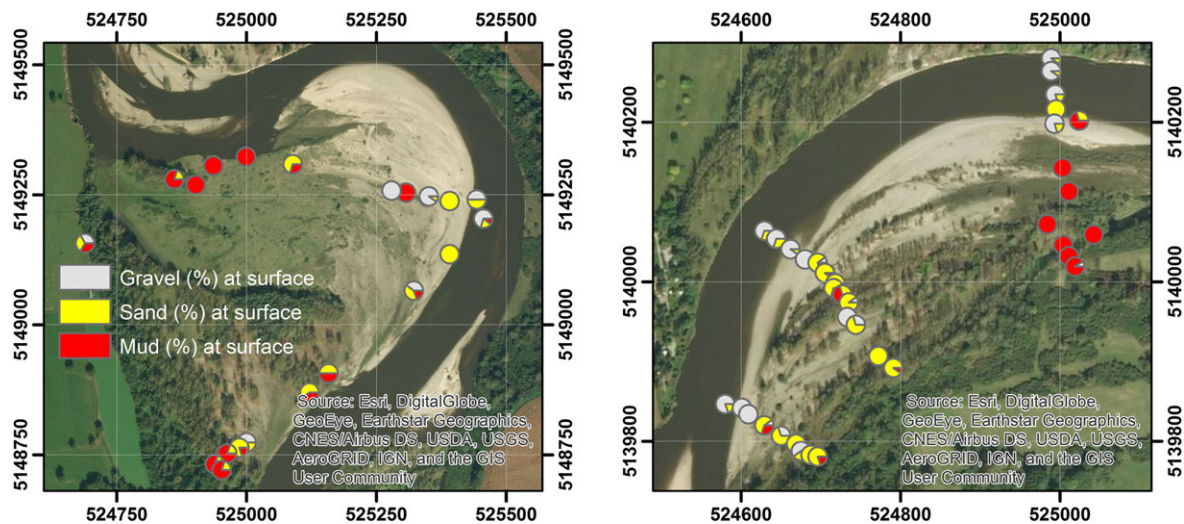 524750 525000 525250 525500
524600 524800 525000
5149500 5149500
5149250 5149250
5149000 5149000
5148750 5148750
5140200 5140200
5140000 5140000
5139800 5139800
Gravel (%) at surface
Sand (%) at surface
Mud (%) at surface
Source: Esri, DigitalGlobe,
GeoEye, Earthstar Geographics,
CNES/Airbus DS, USDA, USGS,
AeroGRID, IGN, and the GIS
User Community
Source: Esri, DigitalGlobe,
GeoEye, Earthstar Geographics,
CNES/Airbus DS, USDA, USGS,
AeroGRID, IGN, and the GIS
User Community
524750 525000 525250 525500
524600 524800 525000